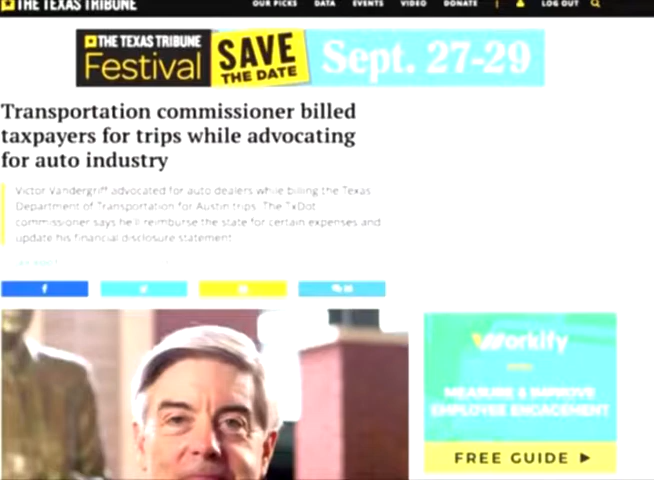 THE TEXAS TRIBUNE
OUR PICKS DATA EVENTS VIDEO DONATE LOG OUT
THE TEXAS TRIBUNE
Festival
SAVE
THE DATE
Sept. 27-29
Transportation commissioner billed
taxpayers for trips while advocating
for auto industry
Victor Vandergriff advocated for auto dealers while billing the Texas
Department of Transportation for Austin trips. The TxDot
commissioner says he'll reimburse the state for certain expenses and
update his financial disclosure statement.
Workify
MEASURE & IMPROVE
EMPLOYEE ENGAGEMENT
FREE GUIDE